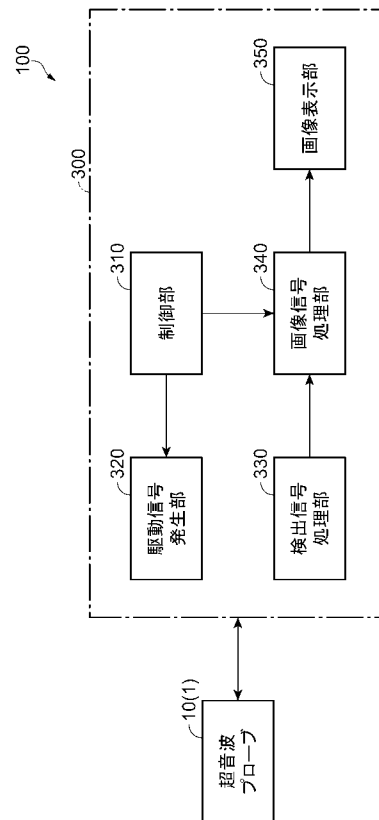 100
300
310
制御部
320
駆動信号
発生部
330
検出信号
処理部
340
画像信号
処理部
350
画像表示部
10(1)
超音波
プローブ